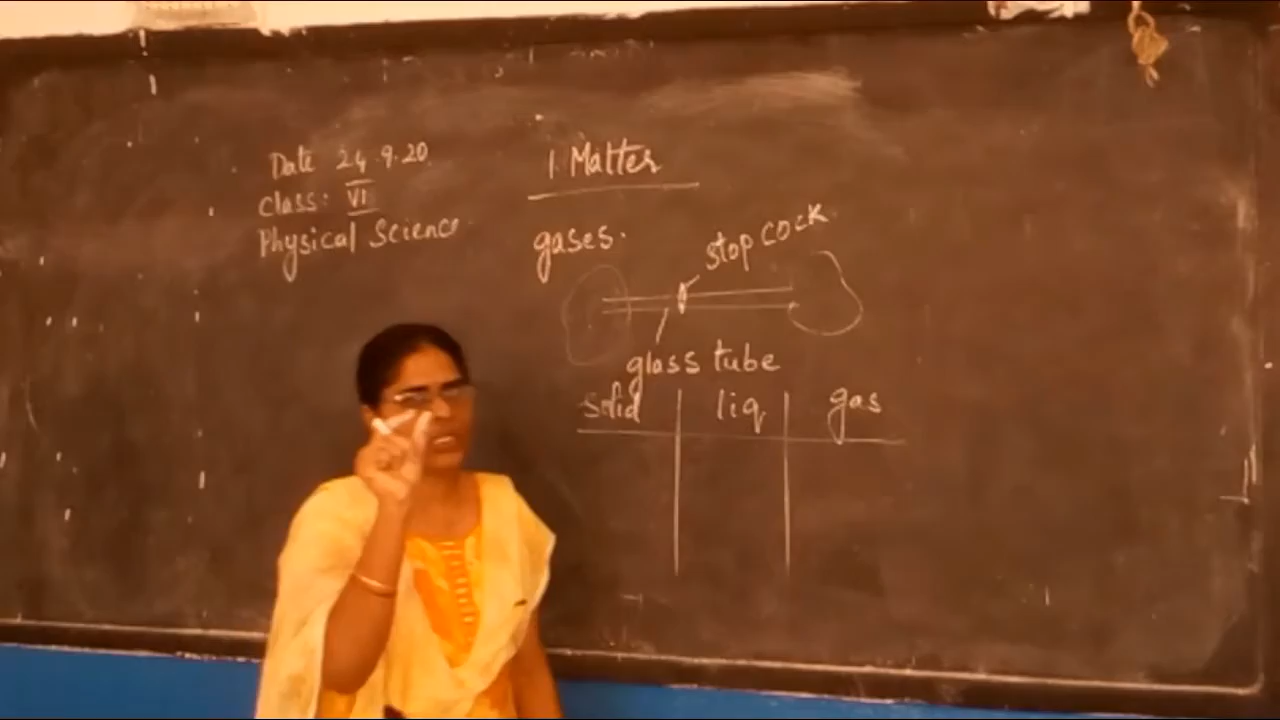 Date 24.9.20
class: VI
Physical Science
1. Matter
gases.
stop cock.
glass tube
solid liq gas